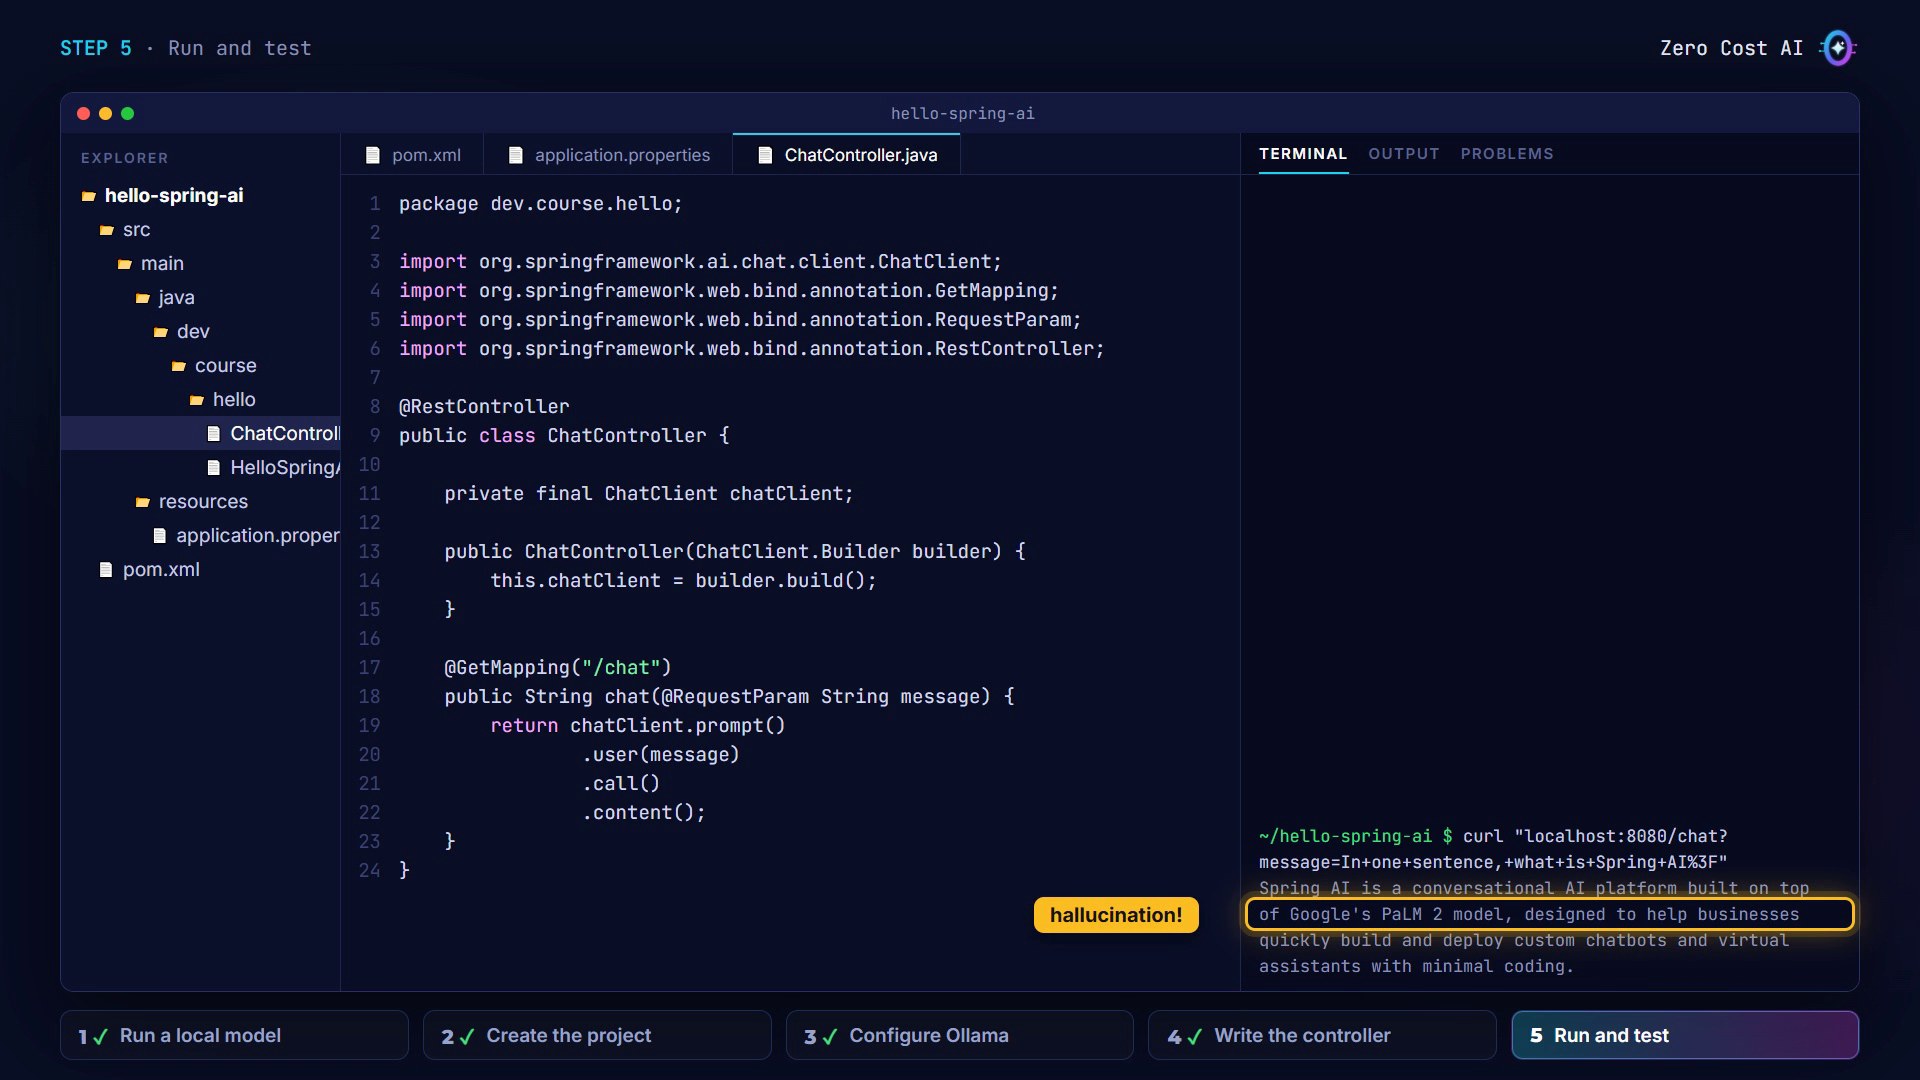 STEP 5 · Run and test
Zero Cost AI
hello-spring-ai
EXPLORER
hello-spring-ai
src
main
java
dev
course
hello
ChatControll
HelloSpringA
resources
application.proper
pom.xml
pom.xml
application.properties
ChatController.java
1 package dev.course.hello;
2
3 import org.springframework.ai.chat.client.ChatClient;
4 import org.springframework.web.bind.annotation.GetMapping;
5 import org.springframework.web.bind.annotation.RequestParam;
6 import org.springframework.web.bind.annotation.RestController;
7
8 @RestController
9 public class ChatController {
10
11     private final ChatClient chatClient;
12
13     public ChatController(ChatClient.Builder builder) {
14         this.chatClient = builder.build();
15     }
16
17     @GetMapping("/chat")
18     public String chat(@RequestParam String message) {
19         return chatClient.prompt()
20                 .user(message)
21                 .call()
22                 .content();
23     }
24 }
hallucination!
TERMINAL OUTPUT PROBLEMS
~/hello-spring-ai $ curl "localhost:8080/chat?
message=In+one+sentence,+what+is+Spring+AI%3F"
Spring AI is a conversational AI platform built on top
of Google's PaLM 2 model, designed to help businesses
quickly build and deploy custom chatbots and virtual
assistants with minimal coding.
1 ✓ Run a local model
2 ✓ Create the project
3 ✓ Configure Ollama
4 ✓ Write the controller
5 Run and test